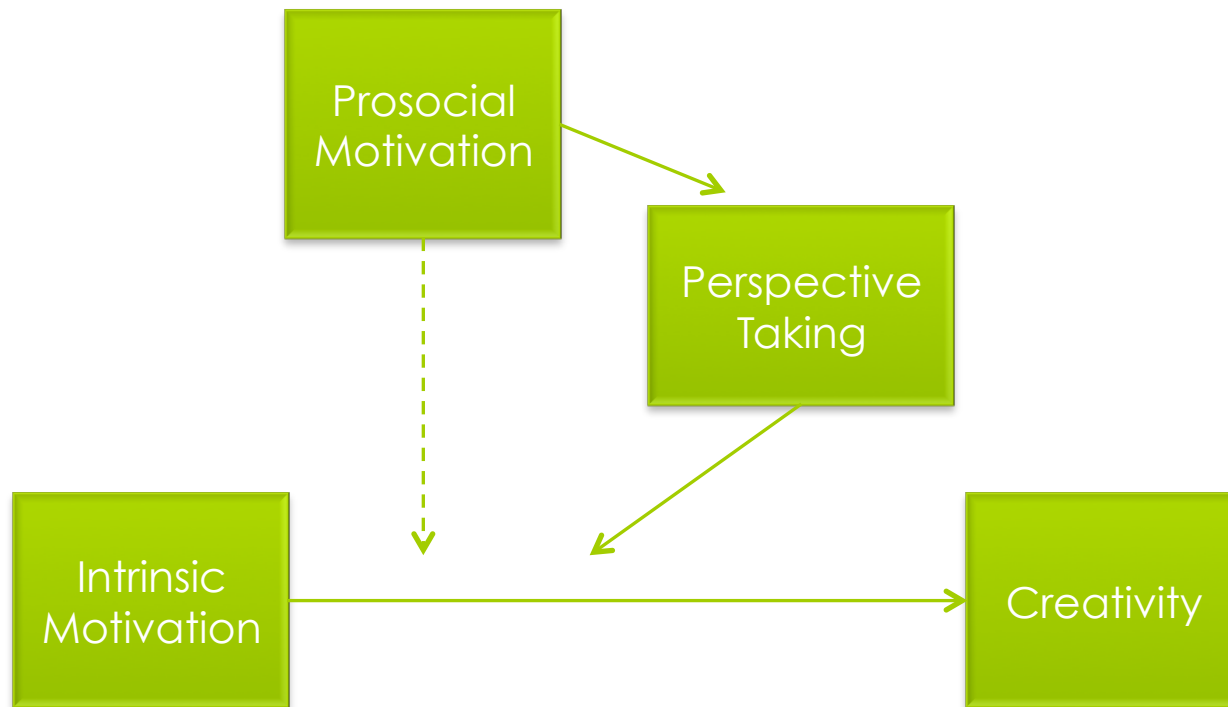 Prosocial
Motivation
Perspective
Taking
Intrinsic
Motivation
Creativity